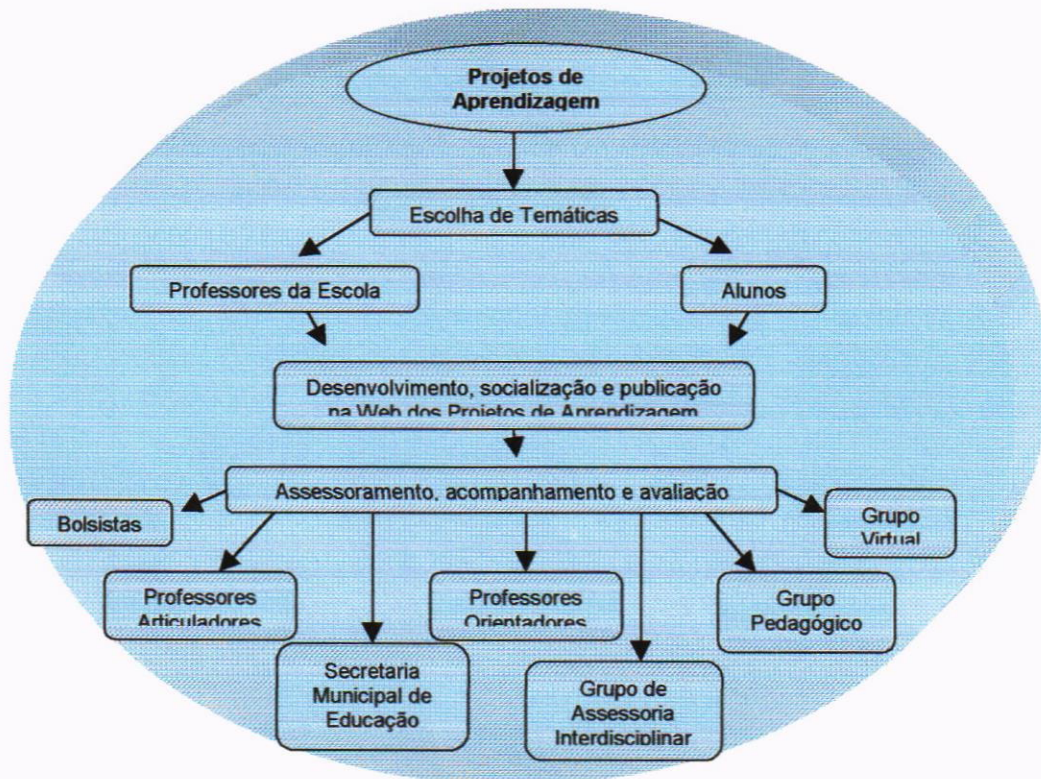 Projetos de
Aprendizagem
Escolha de Temáticas
Professores da Escola
Alunos
Desenvolvimento, socialização e publicação
na Web dos Projetos de Aprendizagem
Assessoramento, acompanhamento e avaliação
Bolsistas
Grupo
Virtual
Professores
Articuladores
Professores
Orientadores
Grupo
Pedagógico
Secretaria
Municipal de
Educação
Grupo de
Assessoria
Interdisciplinar